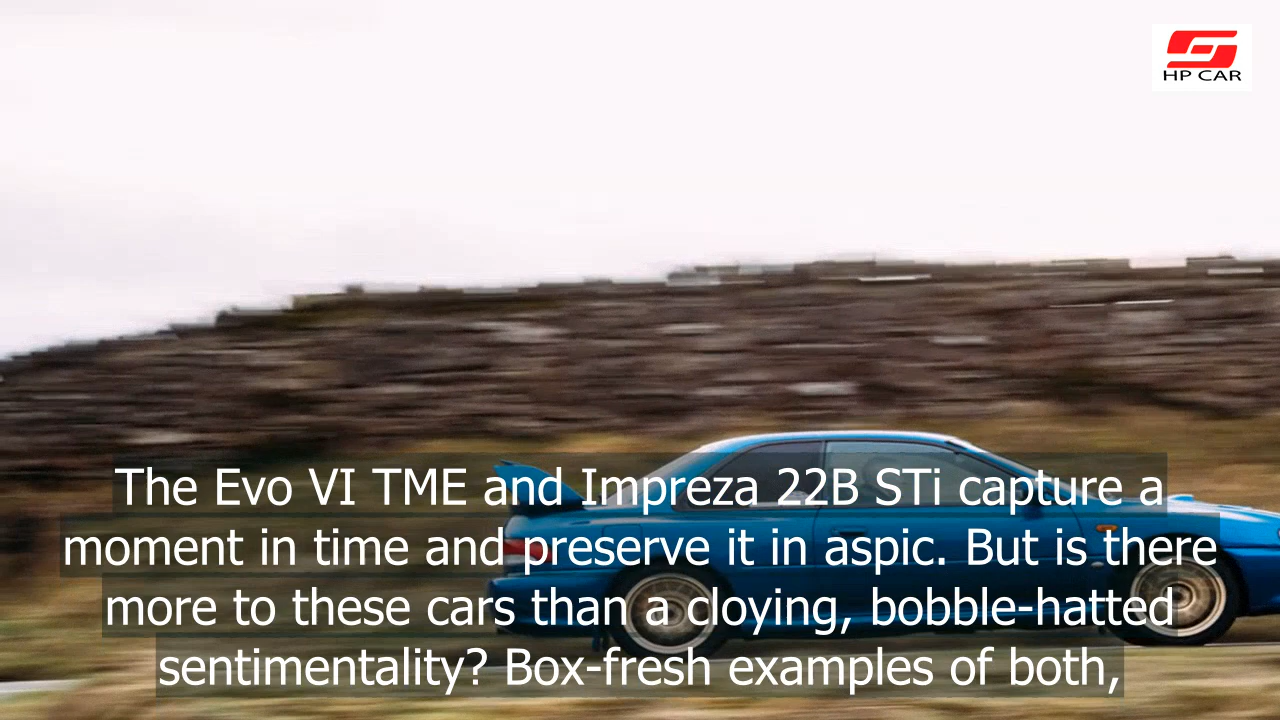 HP CAR
The Evo VI TME and Impreza 22B STi capture a
moment in time and preserve it in aspic. But is there
more to these cars than a cloying, bobble-hatted
sentimentality? Box-fresh examples of both,